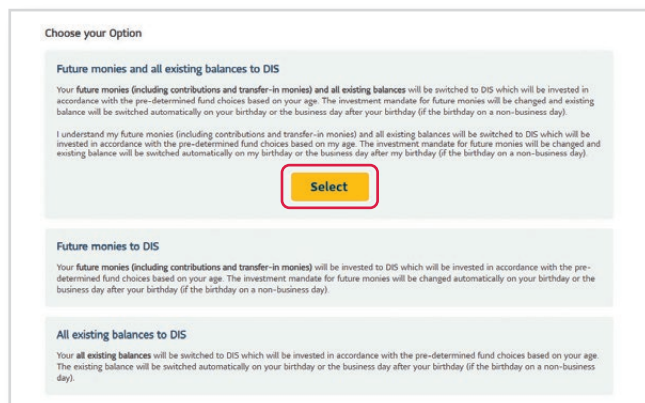 Choose your Option
Future monies and all existing balances to DIS
Your future monies (including contributions and transfer-in monies) and all existing balances will be switched to DIS which will be invested in
accordance with the pre-determined fund choices based on your age. The investment mandate for future monies will be changed and existing
balance will be switched automatically on your birthday or the business day after your birthday (if the birthday on a non-business day).
I understand my future monies (including contributions and transfer-in monies) and all existing balances will be switched to DIS which will be
invested in accordance with the pre-determined fund choices based on my age. The investment mandate for future monies will be changed and
existing balance will be switched automatically on my birthday or the business day after my birthday (if the birthday on a non-business day).
Select
Future monies to DIS
Your future monies (including contributions and transfer-in monies) will be invested to DIS which will be invested in accordance with the pre-
determined fund choices based on your age. The investment mandate for future monies will be changed automatically on your birthday or the
business day after your birthday (if the birthday on a non-business day).
All existing balances to DIS
Your all existing balances will be switched to DIS which will be invested in accordance with the pre-determined fund choices based on your age.
The existing balance will be switched automatically on your birthday or the business day after your birthday (if the birthday on a non-business
day).